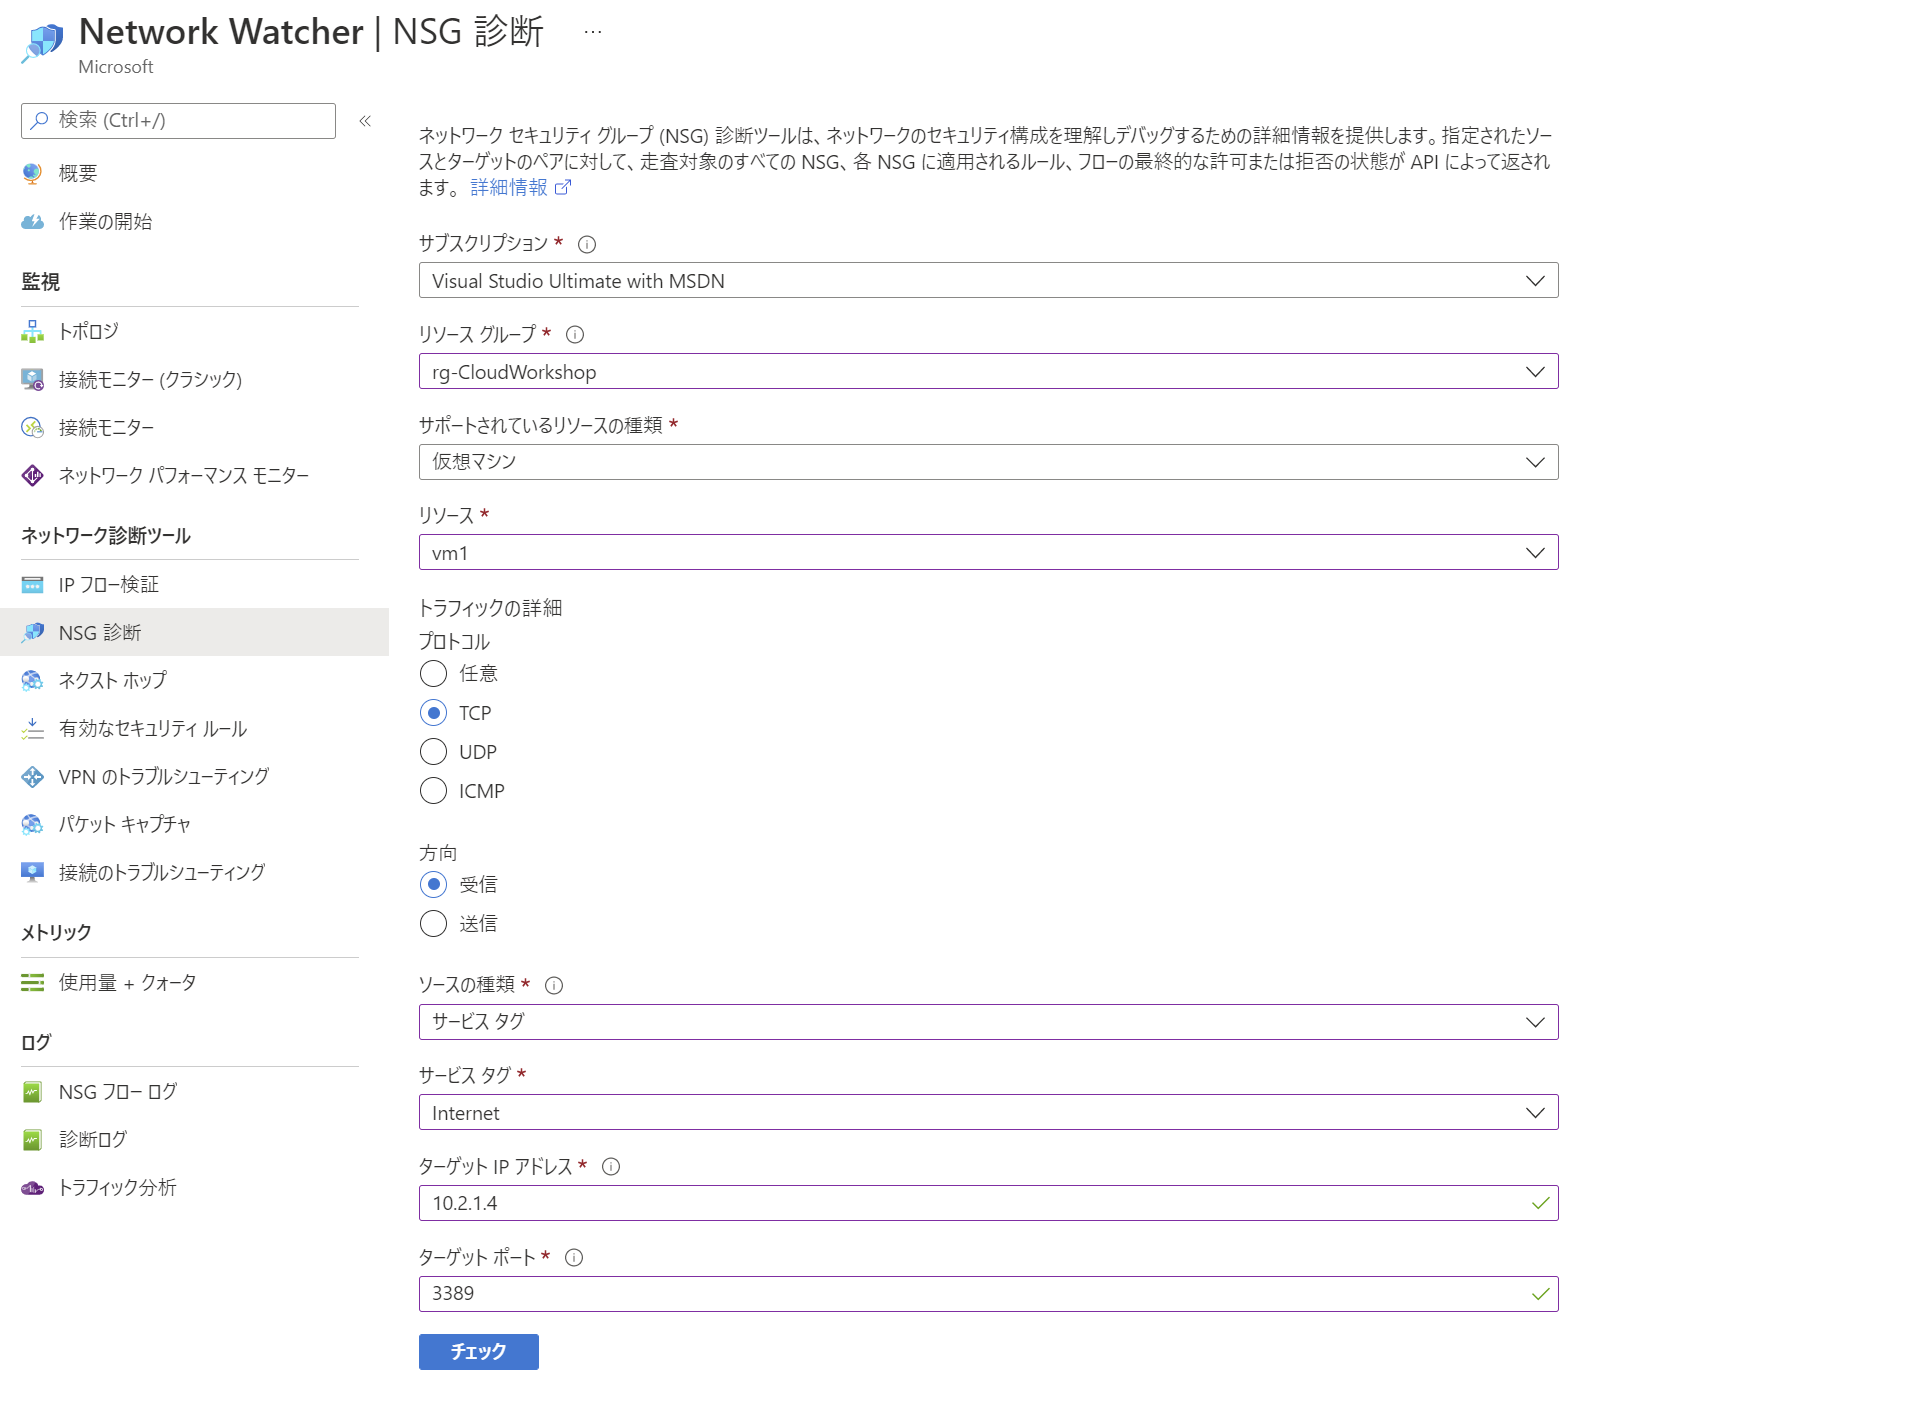 Network Watcher | NSG 診断 ...
Microsoft
検索 (Ctrl+/)
«
概要
作業の開始
監視
トポロジ
接続モニター (クラシック)
接続モニター
ネットワーク パフォーマンス モニター
ネットワーク診断ツール
IP フロー検証
NSG 診断
ネクスト ホップ
有効なセキュリティ ルール
VPN のトラブルシューティング
パケット キャプチャ
接続のトラブルシューティング
メトリック
使用量 + クォータ
ログ
NSG フロー ログ
診断ログ
トラフィック分析
ネットワーク セキュリティ グループ (NSG) 診断ツールは、ネットワークのセキュリティ構成を理解しデバッグするための詳細情報を提供します。指定されたソー
スとターゲットのペアに対して、走査対象のすべての NSG、各 NSG に適用されるルール、フローの最終的な許可または拒否の状態が API によって返され
ます。 詳細情報
サブスクリプション *
Visual Studio Ultimate with MSDN
リソース グループ *
rg-CloudWorkshop
サポートされているリソースの種類 *
仮想マシン
リソース *
vm1
トラフィックの詳細
プロトコル
任意
TCP
UDP
ICMP
方向
受信
送信
ソースの種類 *
サービス タグ
サービス タグ *
Internet
ターゲット IP アドレス *
10.2.1.4
ターゲット ポート *
3389
チェック